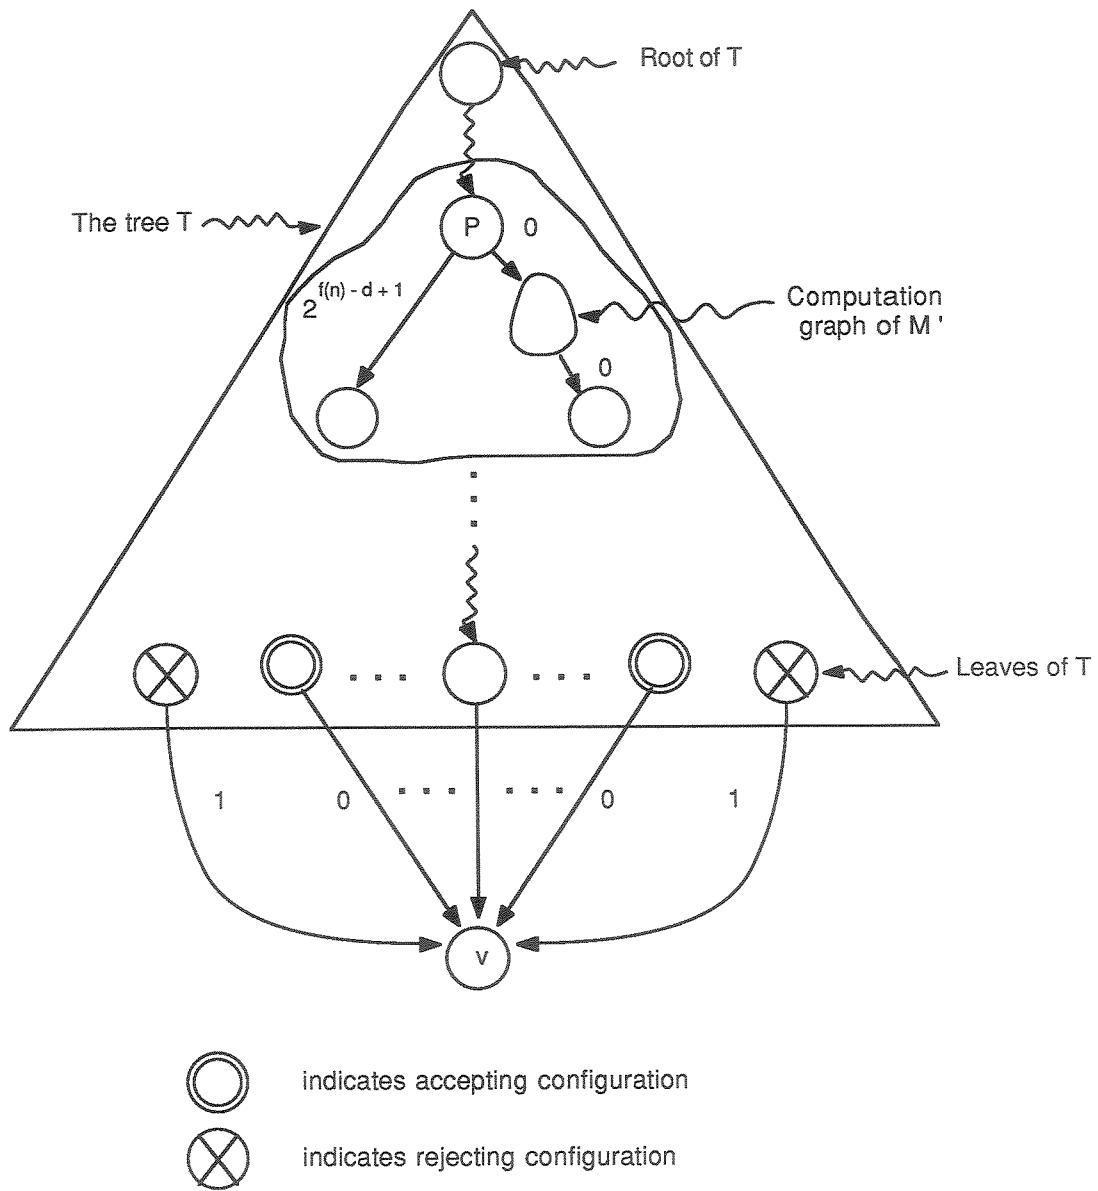 Root of T
The tree T
P 0
2^{f(n) - d + 1}
Computation
graph of M '
0
Leaves of T
1 0 0 1
v
indicates accepting configuration
indicates rejecting configuration